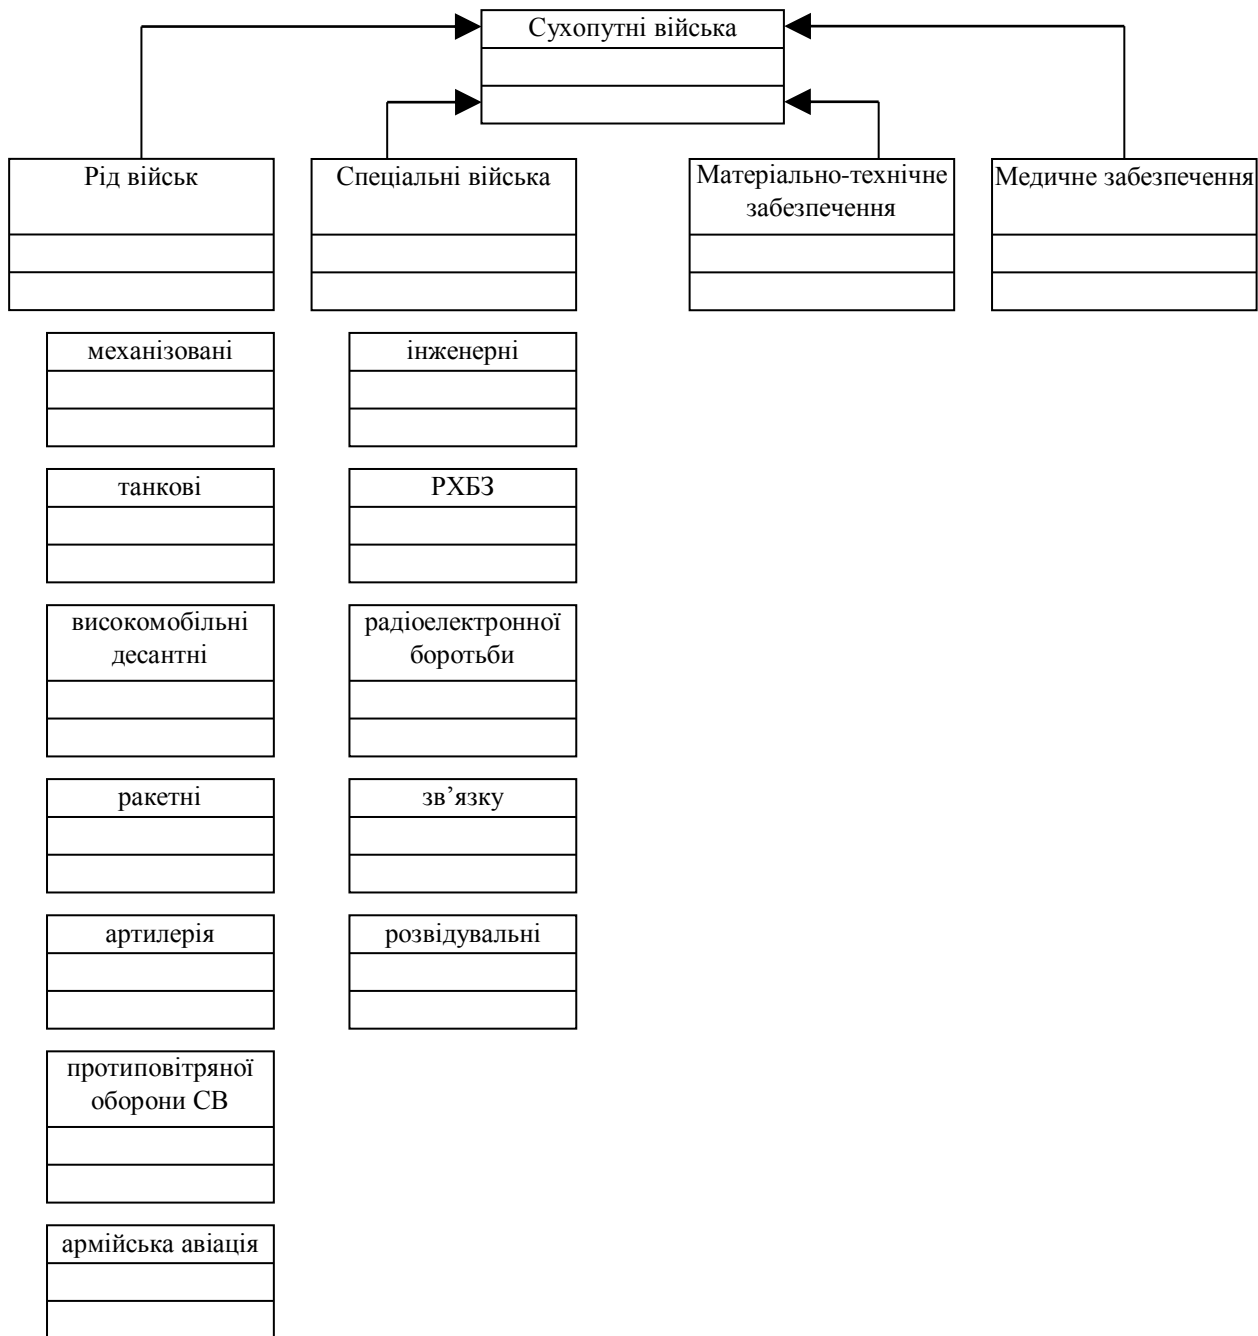 Сухопутні війська
Рід військ
Спеціальні війська
Матеріально-технічне
забезпечення
Медичне забезпечення
механізовані
інженерні
танкові
РХБЗ
високомобільні
десантні
радіоелектронної
боротьби
ракетні
зв’язку
артилерія
розвідувальні
протиповітряної
оборони СВ
армійська авіація